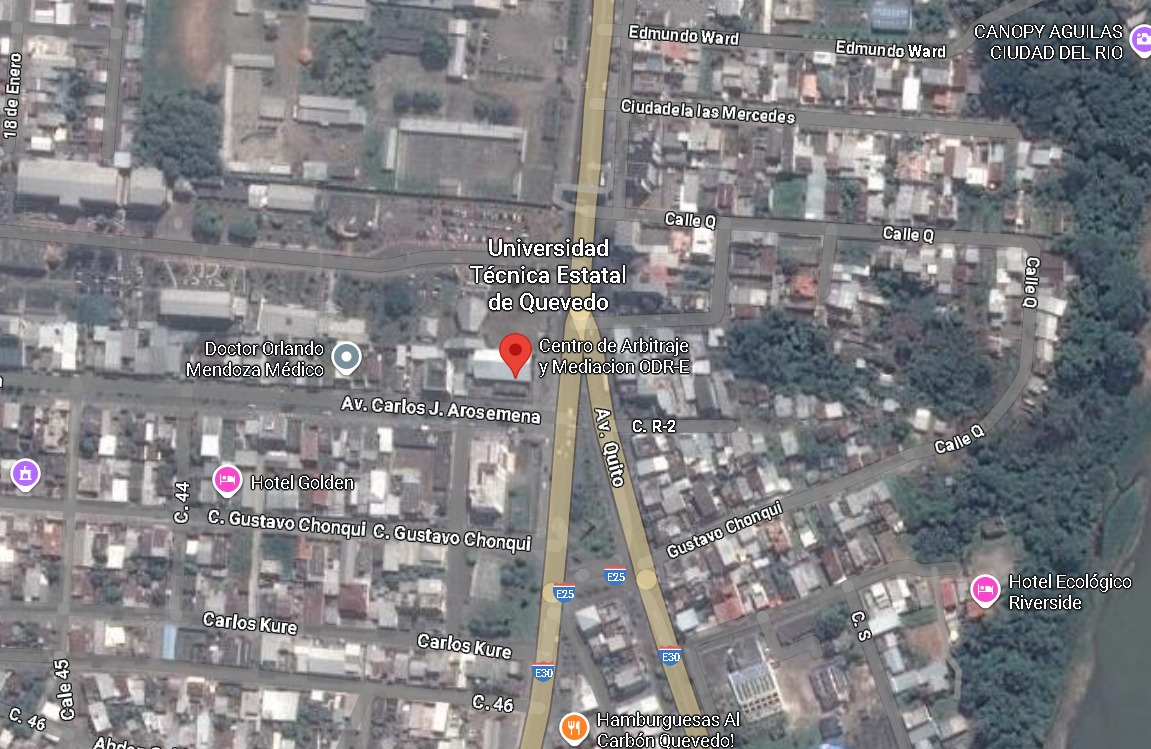 Edmundo Ward
Edmundo Ward
CANOPY AGUILAS
CIUDAD DEL RIO
18 de Enero
Ciudadela las Mercedes
Calle Q
Calle Q
Calle Q
Universidad
Técnica Estatal
de Quevedo
Doctor Orlando
Mendoza Médico
Centro de Arbitraje
y Mediacion ODR-E
Av. Carlos J. Arosemena
Av. Quito
C. R-2
Calle Q
Hotel Golden
C. 44
C. Gustavo Chonqui
C. Gustavo Chonqui
Gustavo Chonqui
E25
E25
Hotel Ecológico
Riverside
Carlos Kure
Carlos Kure
C. S
E30
E30
Cale 45
C. 46
C. 46
Hamburguesas Al
Carbón Quevedo!